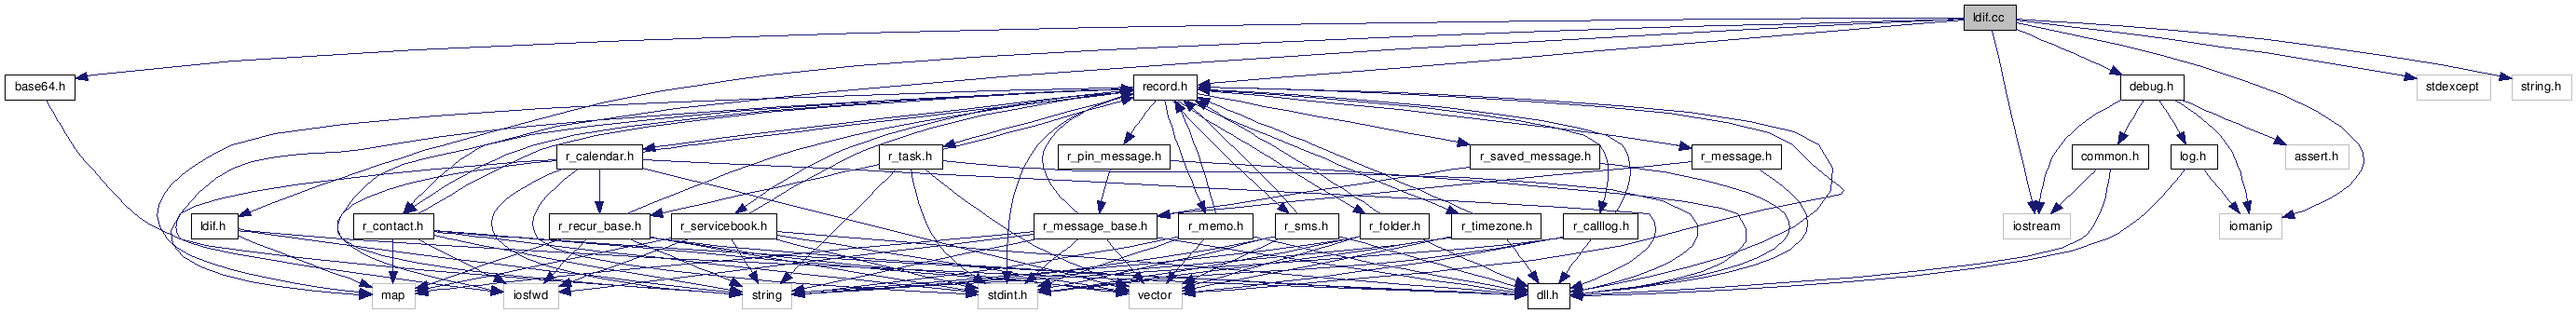 ldif.cc
base64.h
record.h
debug.h
stdexcept
string.h
r_calendar.h
r_task.h
r_pin_message.h
r_saved_message.h
r_message.h
common.h
log.h
assert.h
ldif.h
r_contact.h
r_recur_base.h
r_servicebook.h
r_message_base.h
r_memo.h
r_sms.h
r_folder.h
r_timezone.h
r_calllog.h
iostream
iomanip
map
iosfwd
string
stdint.h
vector
dll.h